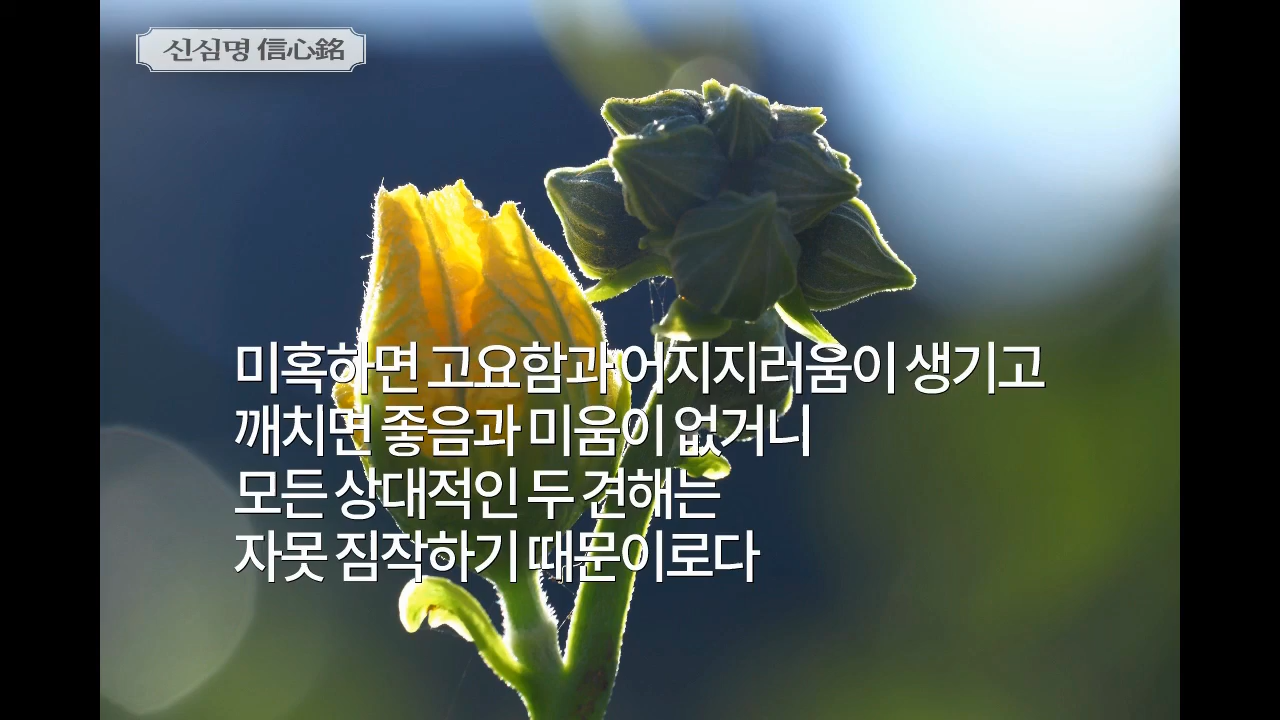 신심명 信心銘
미혹하면 고요함과 어지지러움이 생기고
깨치면 좋음과 미움이 없거니
모든 상대적인 두 견해는
자못 짐작하기 때문이로다